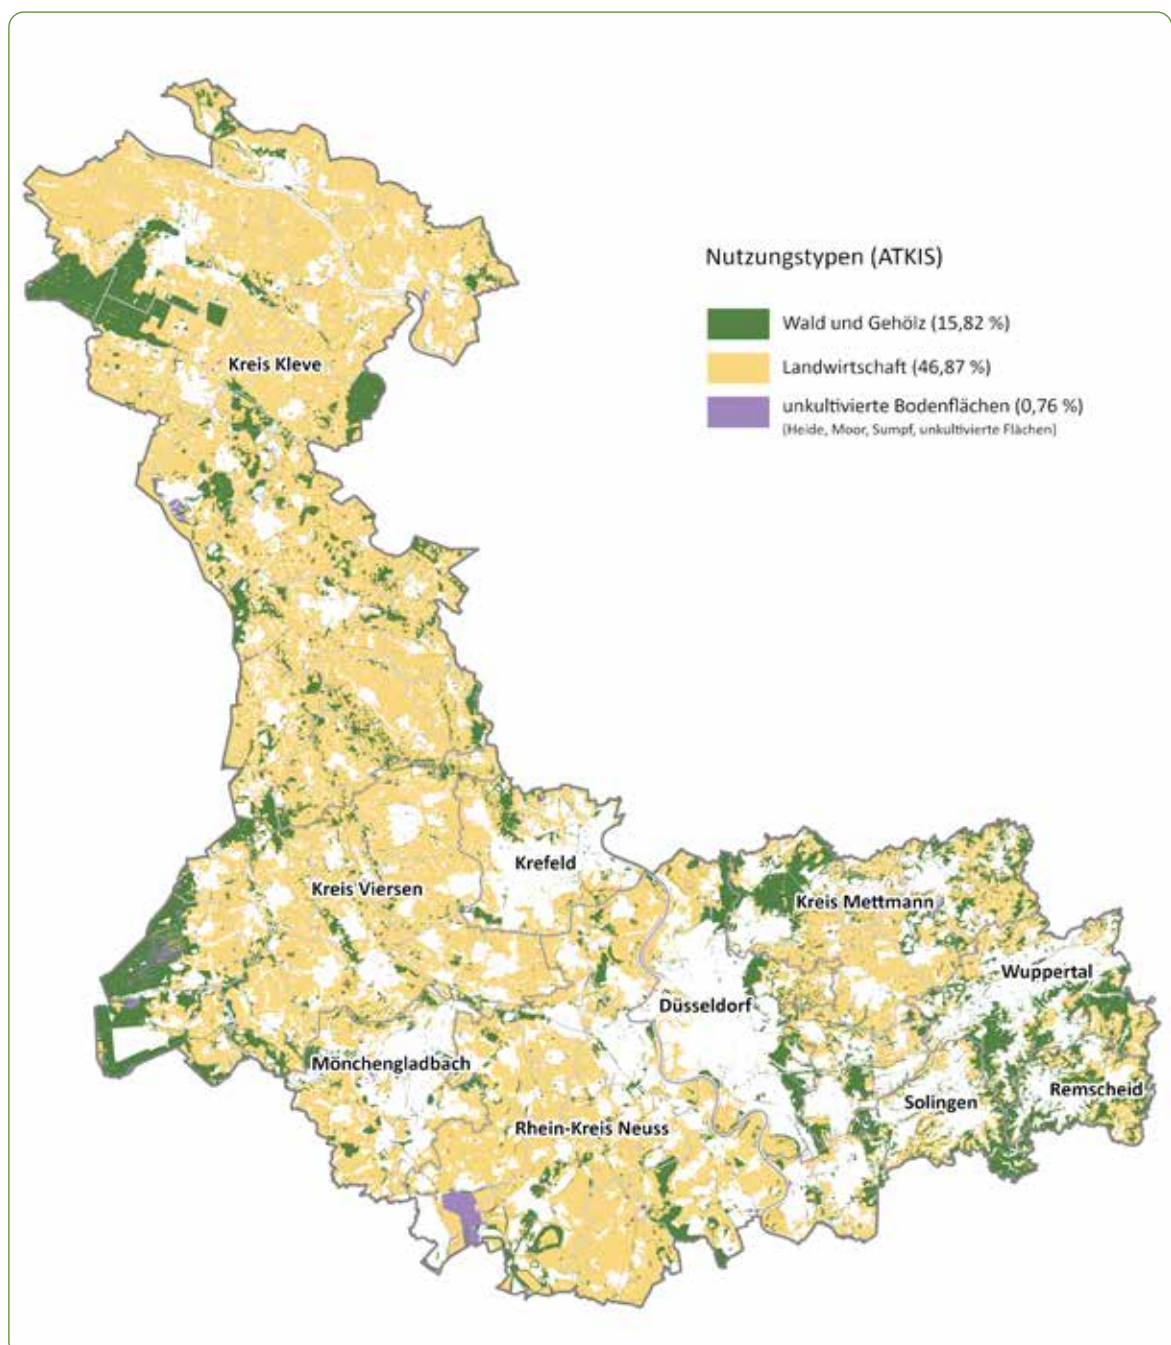 Nutzungstypen (ATKIS)
Wald und Gehölz (15,82 %)
Landwirtschaft (46,87 %)
unkultivierte Bodenflächen (0,76 %)
(Heide, Moor, Sumpf, unkultivierte Flächen)
Kreis Kleve
Krefeld
Kreis Viersen
Kreis Mettmann
Wuppertal
Düsseldorf
Mönchengladbach
Remscheid
Solingen
Rhein-Kreis Neuss